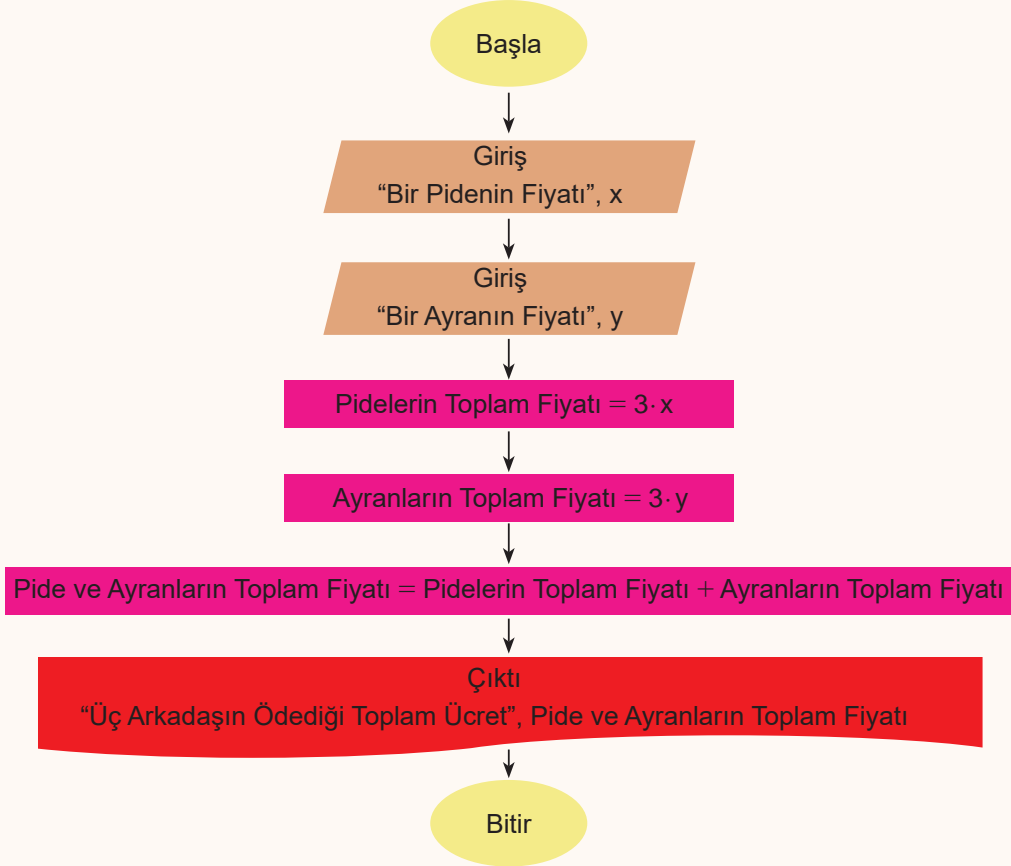 Başla
Giriş
“Bir Pidenin Fiyatı”, x
Giriş
“Bir Ayranın Fiyatı”, y
Pidelerin Toplam Fiyatı = 3·x
Ayranların Toplam Fiyatı = 3·y
Pide ve Ayranların Toplam Fiyatı = Pidelerin Toplam Fiyatı + Ayranların Toplam Fiyatı
Çıktı
“Üç Arkadaşın Ödediği Toplam Ücret”, Pide ve Ayranların Toplam Fiyatı
Bitir